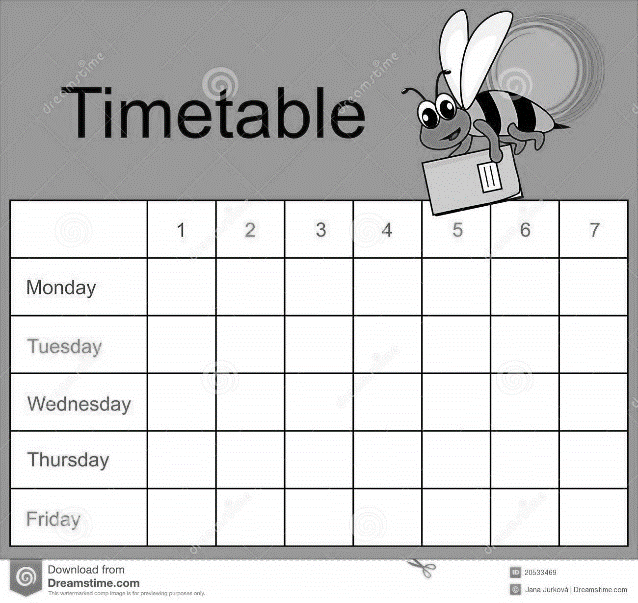 Timetable
1 2 3 4 5 6 7
Monday
Tuesday
Wednesday
Thursday
Friday
Download from
Dreamstime.com
This watermarked comp image is for previewing purposes only.
20533469
Jana Jurková | Dreamstime.com